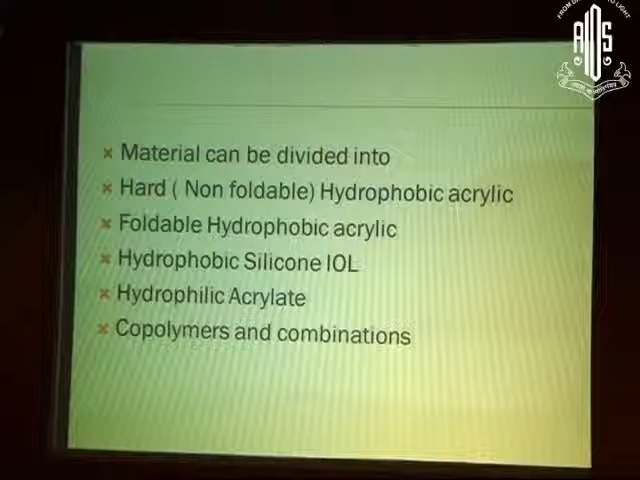 AIOS
Material can be divided into
Hard ( Non foldable) Hydrophobic acrylic
Foldable Hydrophobic acrylic
Hydrophobic Silicone IOL
Hydrophilic Acrylate
Copolymers and combinations